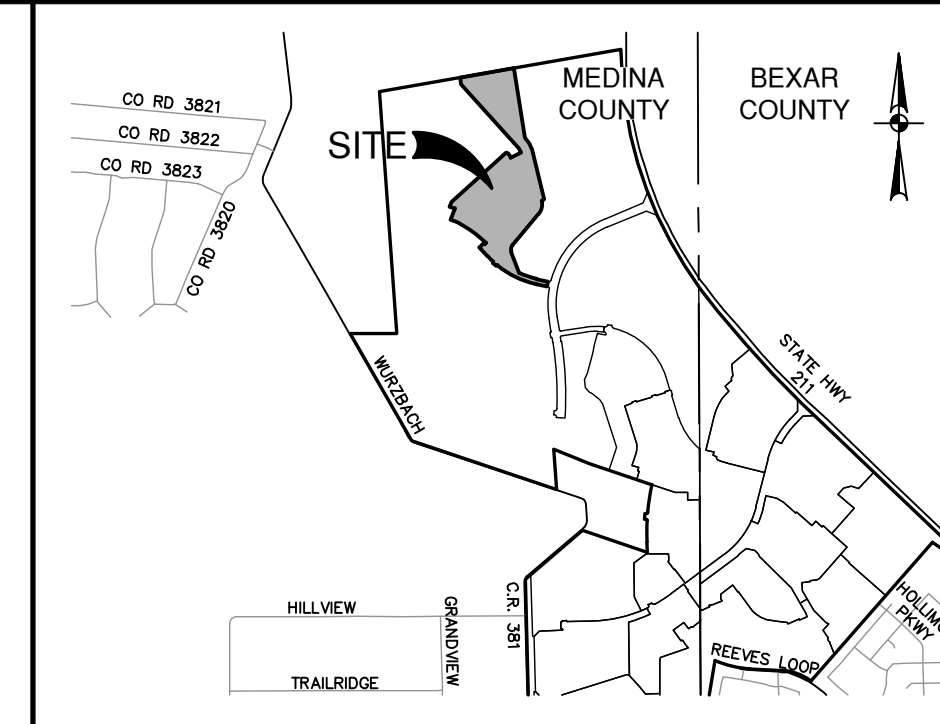 MEDINA
COUNTY
BEXAR
COUNTY
CO RD 3821
CO RD 3822
CO RD 3823
SITE
CO RD 3820
WURZBACH
STATE HWY
211
C.R. 381
HILLVIEW
GRANDVIEW
TRAILRIDGE
REEVES LOOP
PKWY